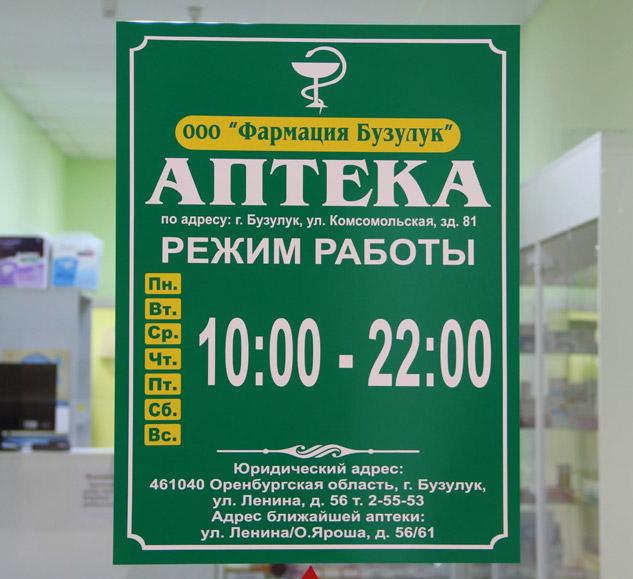 ООО "Фармация Бузулук"
АПТЕКА
по адресу: г. Бузулук, ул. Комсомольская, зд. 81
РЕЖИМ РАБОТЫ
Пн.
Вт.
Ср.
Чт.
Пт.
Сб.
Вс.
10:00 - 22:00
Юридический адрес:
461040 Оренбургская область, г. Бузулук,
ул. Ленина, д. 56 т. 2-55-53
Адрес ближайшей аптеки:
ул. Ленина/О.Яроша, д. 56/61